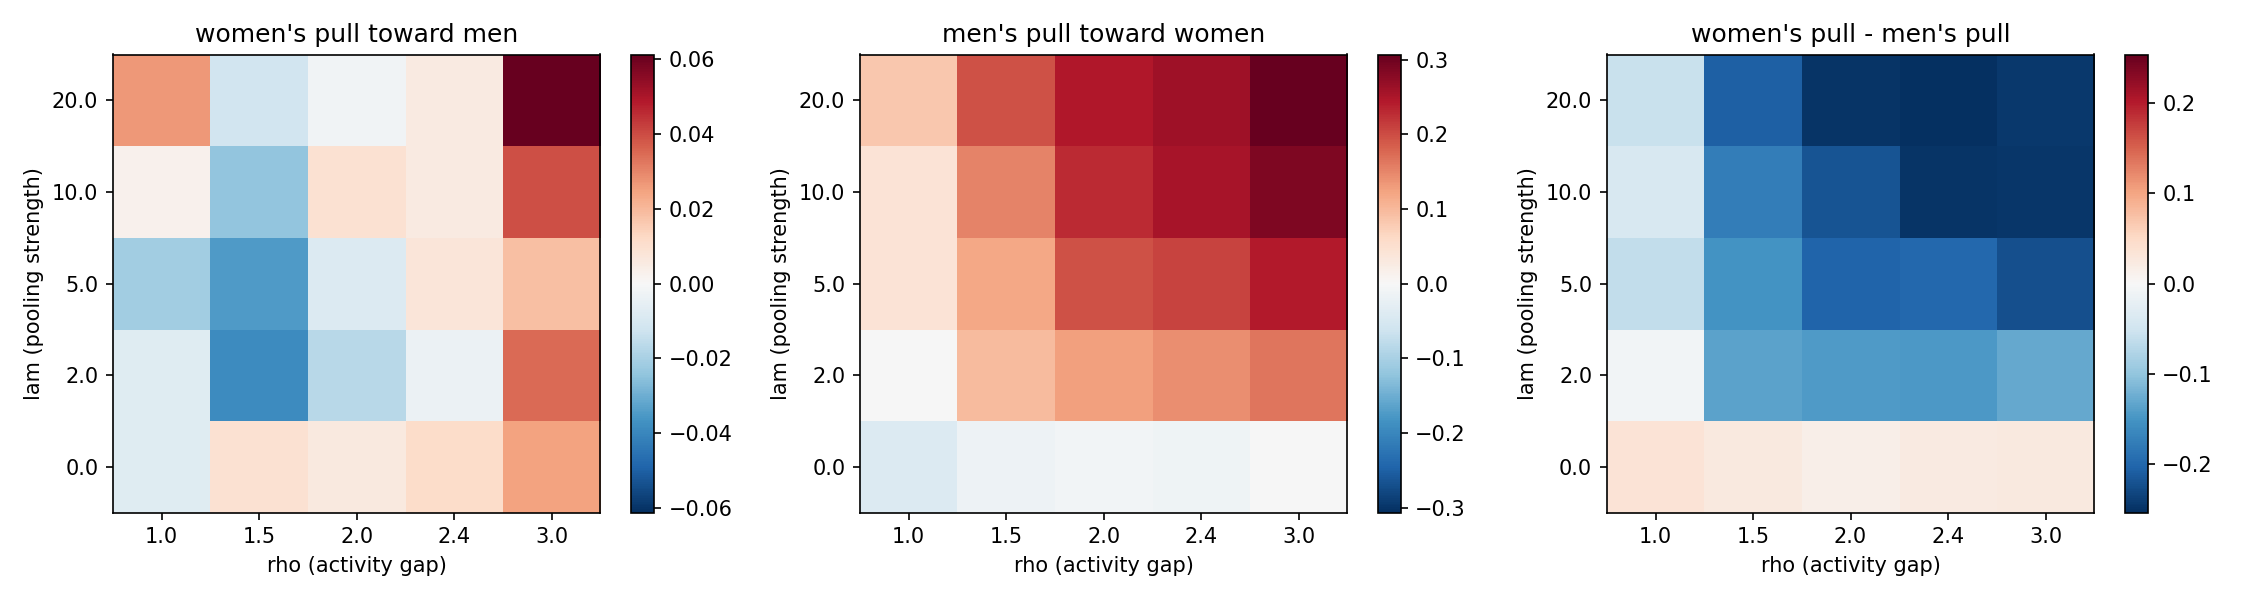 women's pull toward men
men's pull toward women
women's pull - men's pull
lam (pooling strength)
20.0
10.0
5.0
2.0
0.0
1.0 1.5 2.0 2.4 3.0
rho (activity gap)
0.06
0.04
0.02
0.00
−0.02
−0.04
−0.06
lam (pooling strength)
20.0
10.0
5.0
2.0
0.0
1.0 1.5 2.0 2.4 3.0
rho (activity gap)
0.3
0.2
0.1
0.0
−0.1
−0.2
−0.3
lam (pooling strength)
20.0
10.0
5.0
2.0
0.0
1.0 1.5 2.0 2.4 3.0
rho (activity gap)
0.2
0.1
0.0
−0.1
−0.2